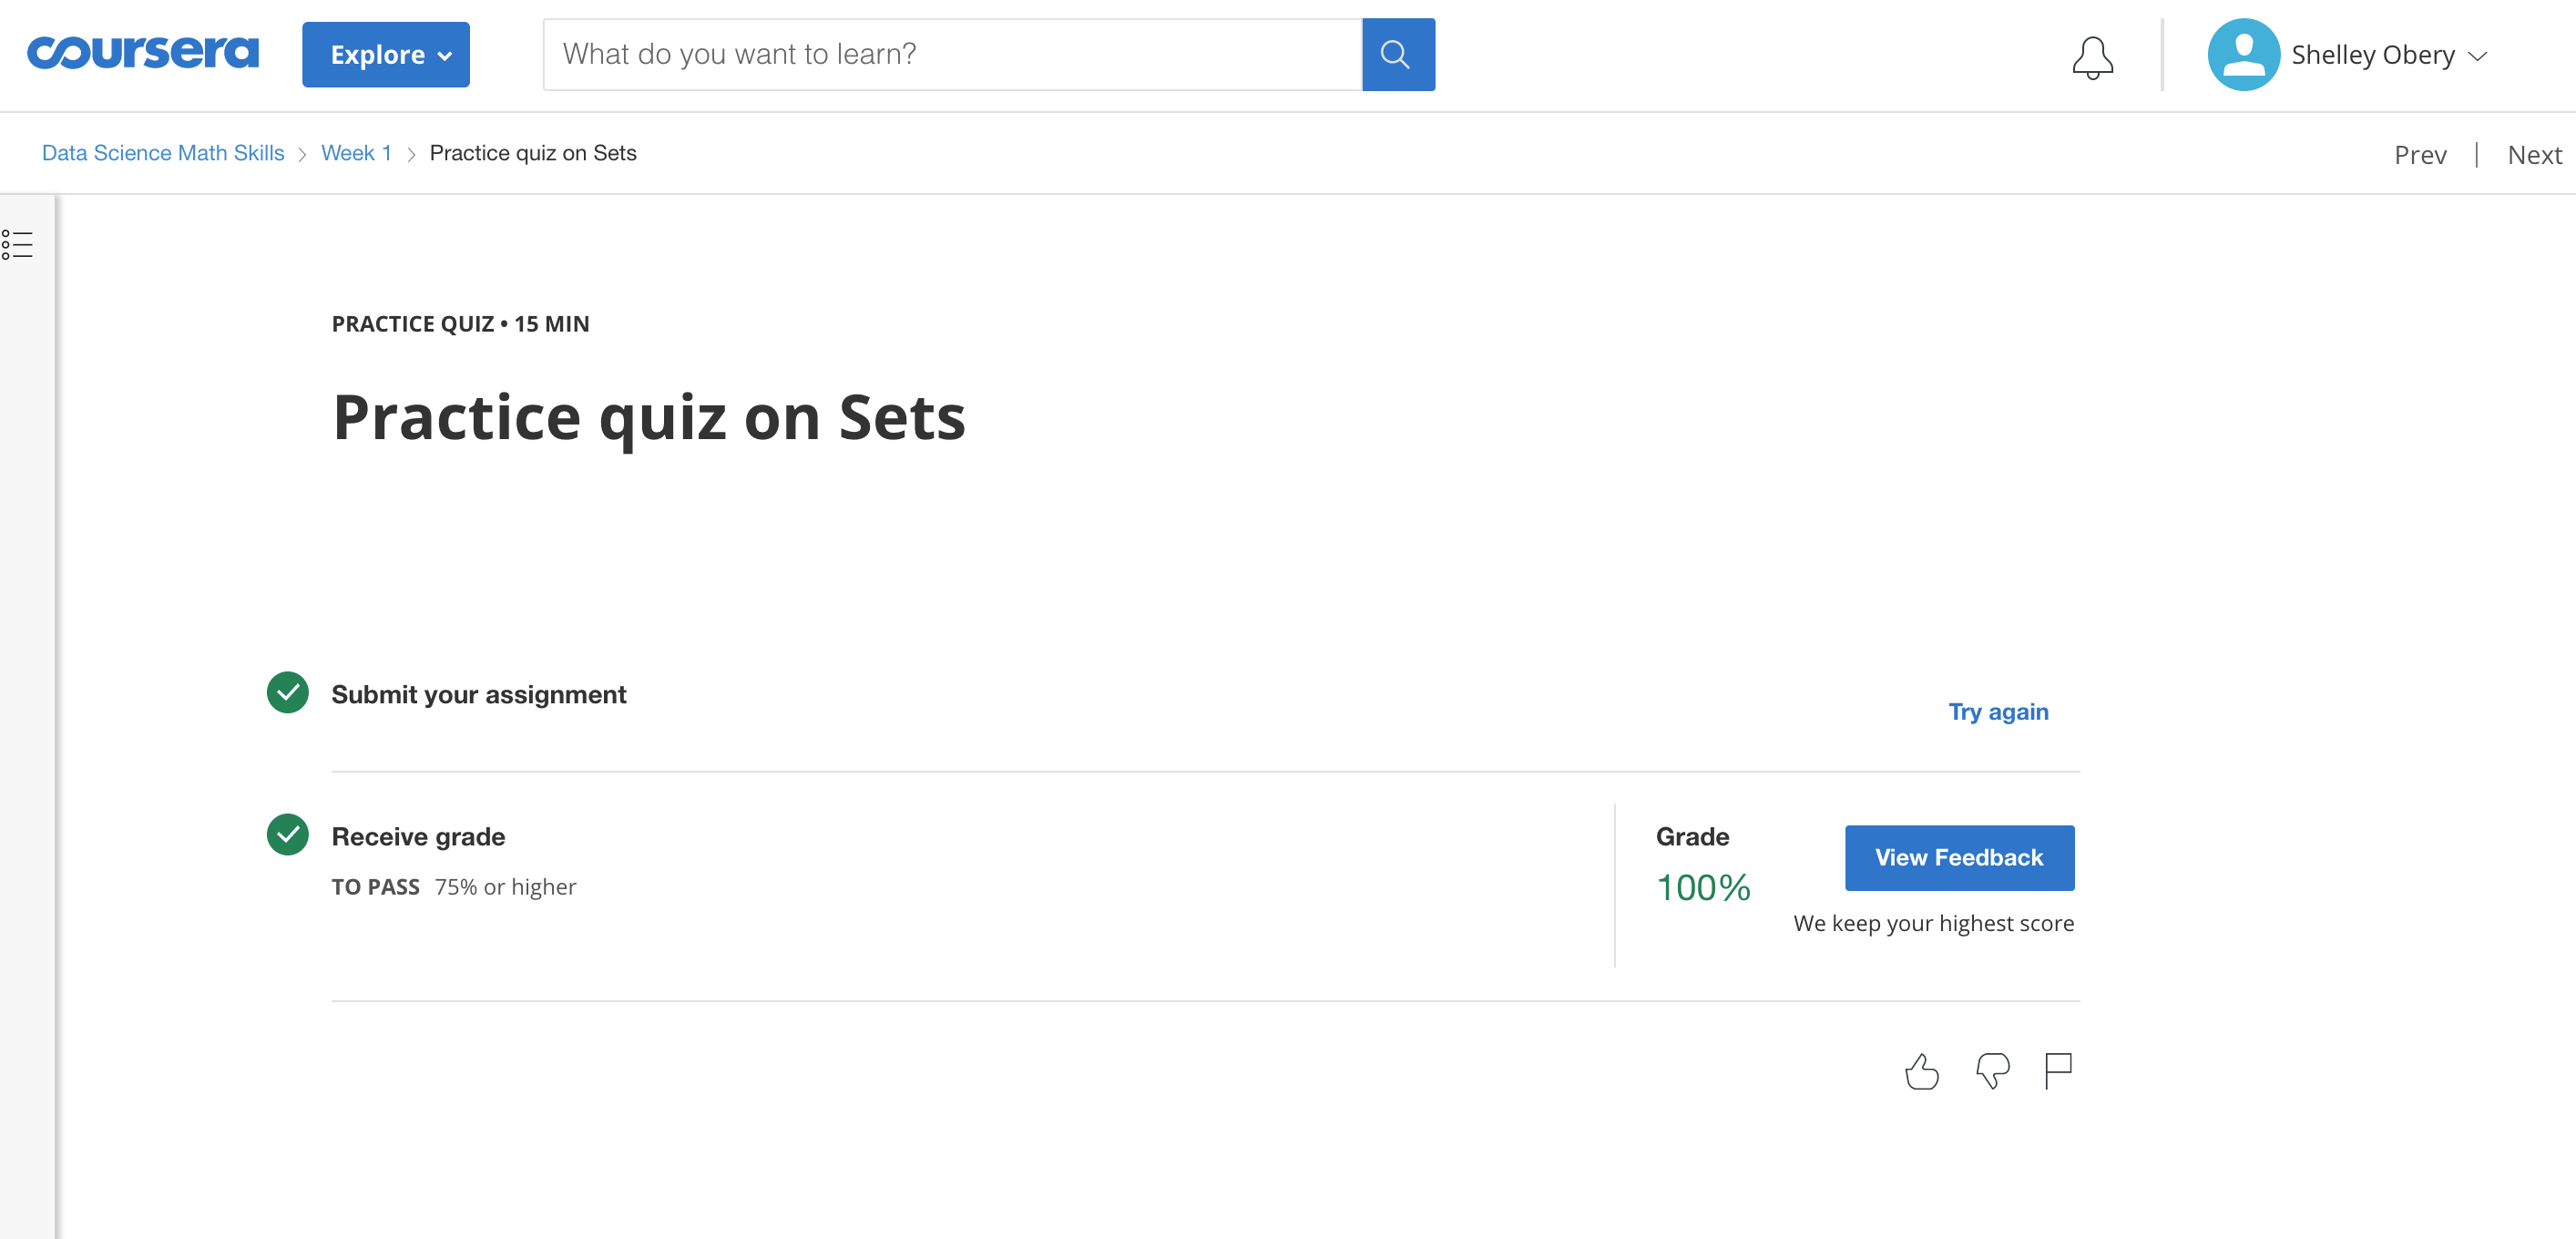 coursera
Explore
What do you want to learn?
Shelley Obery
Data Science Math Skills > Week 1 > Practice quiz on Sets
Prev | Next
PRACTICE QUIZ • 15 MIN
Practice quiz on Sets
Submit your assignment
Try again
Receive grade
TO PASS 75% or higher
Grade
100%
View Feedback
We keep your highest score